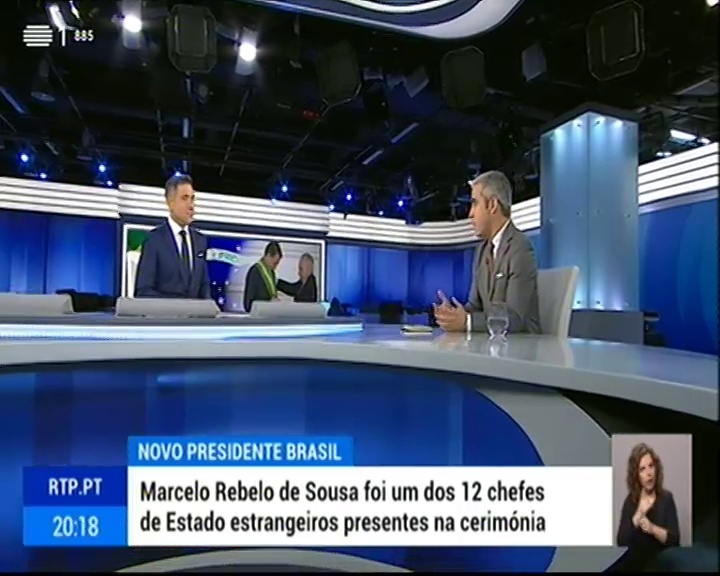 1 885
NOVO PRESIDENTE BRASIL
RTP.PT
Marcelo Rebelo de Sousa foi um dos 12 chefes
20:18
de Estado estrangeiros presentes na cerimónia